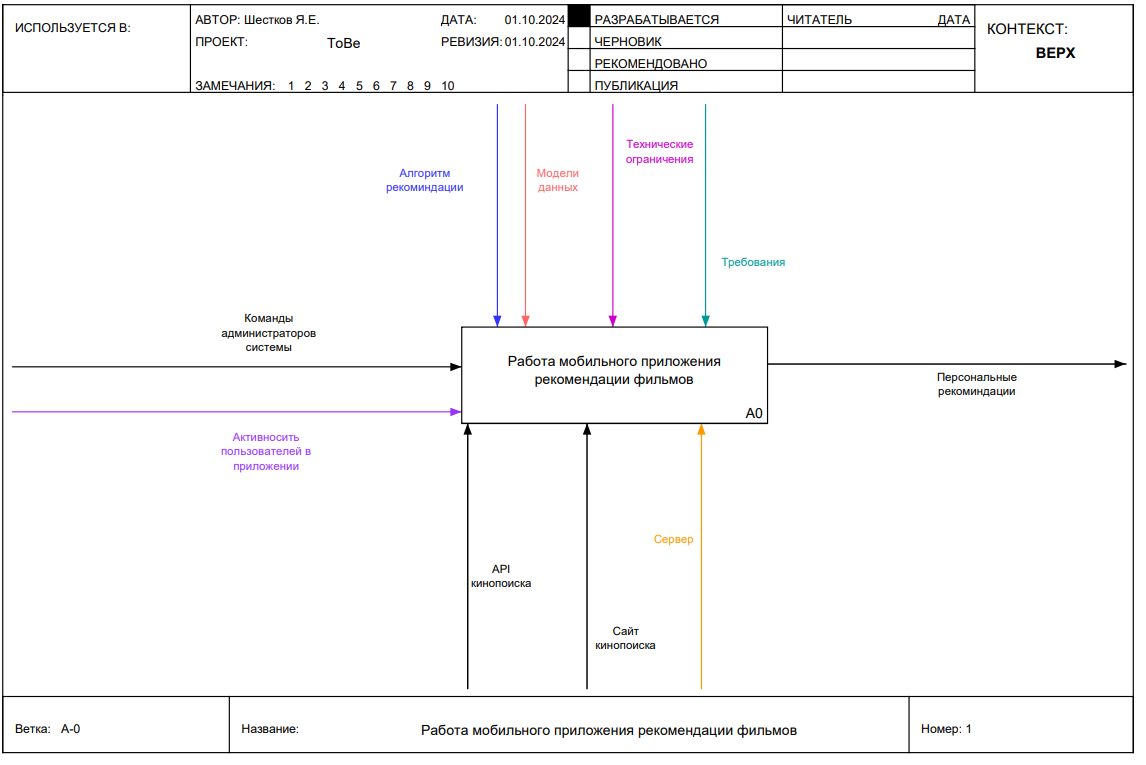 ИСПОЛЬЗУЕТСЯ В:
АВТОР: Шестков Я.Е.
ДАТА: 01.10.2024
ПРОЕКТ: ToBe
РЕВИЗИЯ: 01.10.2024
ЗАМЕЧАНИЯ: 1 2 3 4 5 6 7 8 9 10
РАЗРАБАТЫВАЕТСЯ
ЧЕРНОВИК
РЕКОМЕНДОВАНО
ПУБЛИКАЦИЯ
ЧИТАТЕЛЬ ДАТА
КОНТЕКСТ:
ВЕРХ
Алгоритм
рекоминдации
Модели
данных
Технические
ограничения
Требования
Команды
администраторов
системы
Активносить
пользователей в
приложении
Работа мобильного приложения
рекомендации фильмов
A0
Персональные
рекоминдации
API
кинопоиска
Сайт
кинопоиска
Сервер
Ветка: A-0
Название: Работа мобильного приложения рекомендации фильмов
Номер: 1